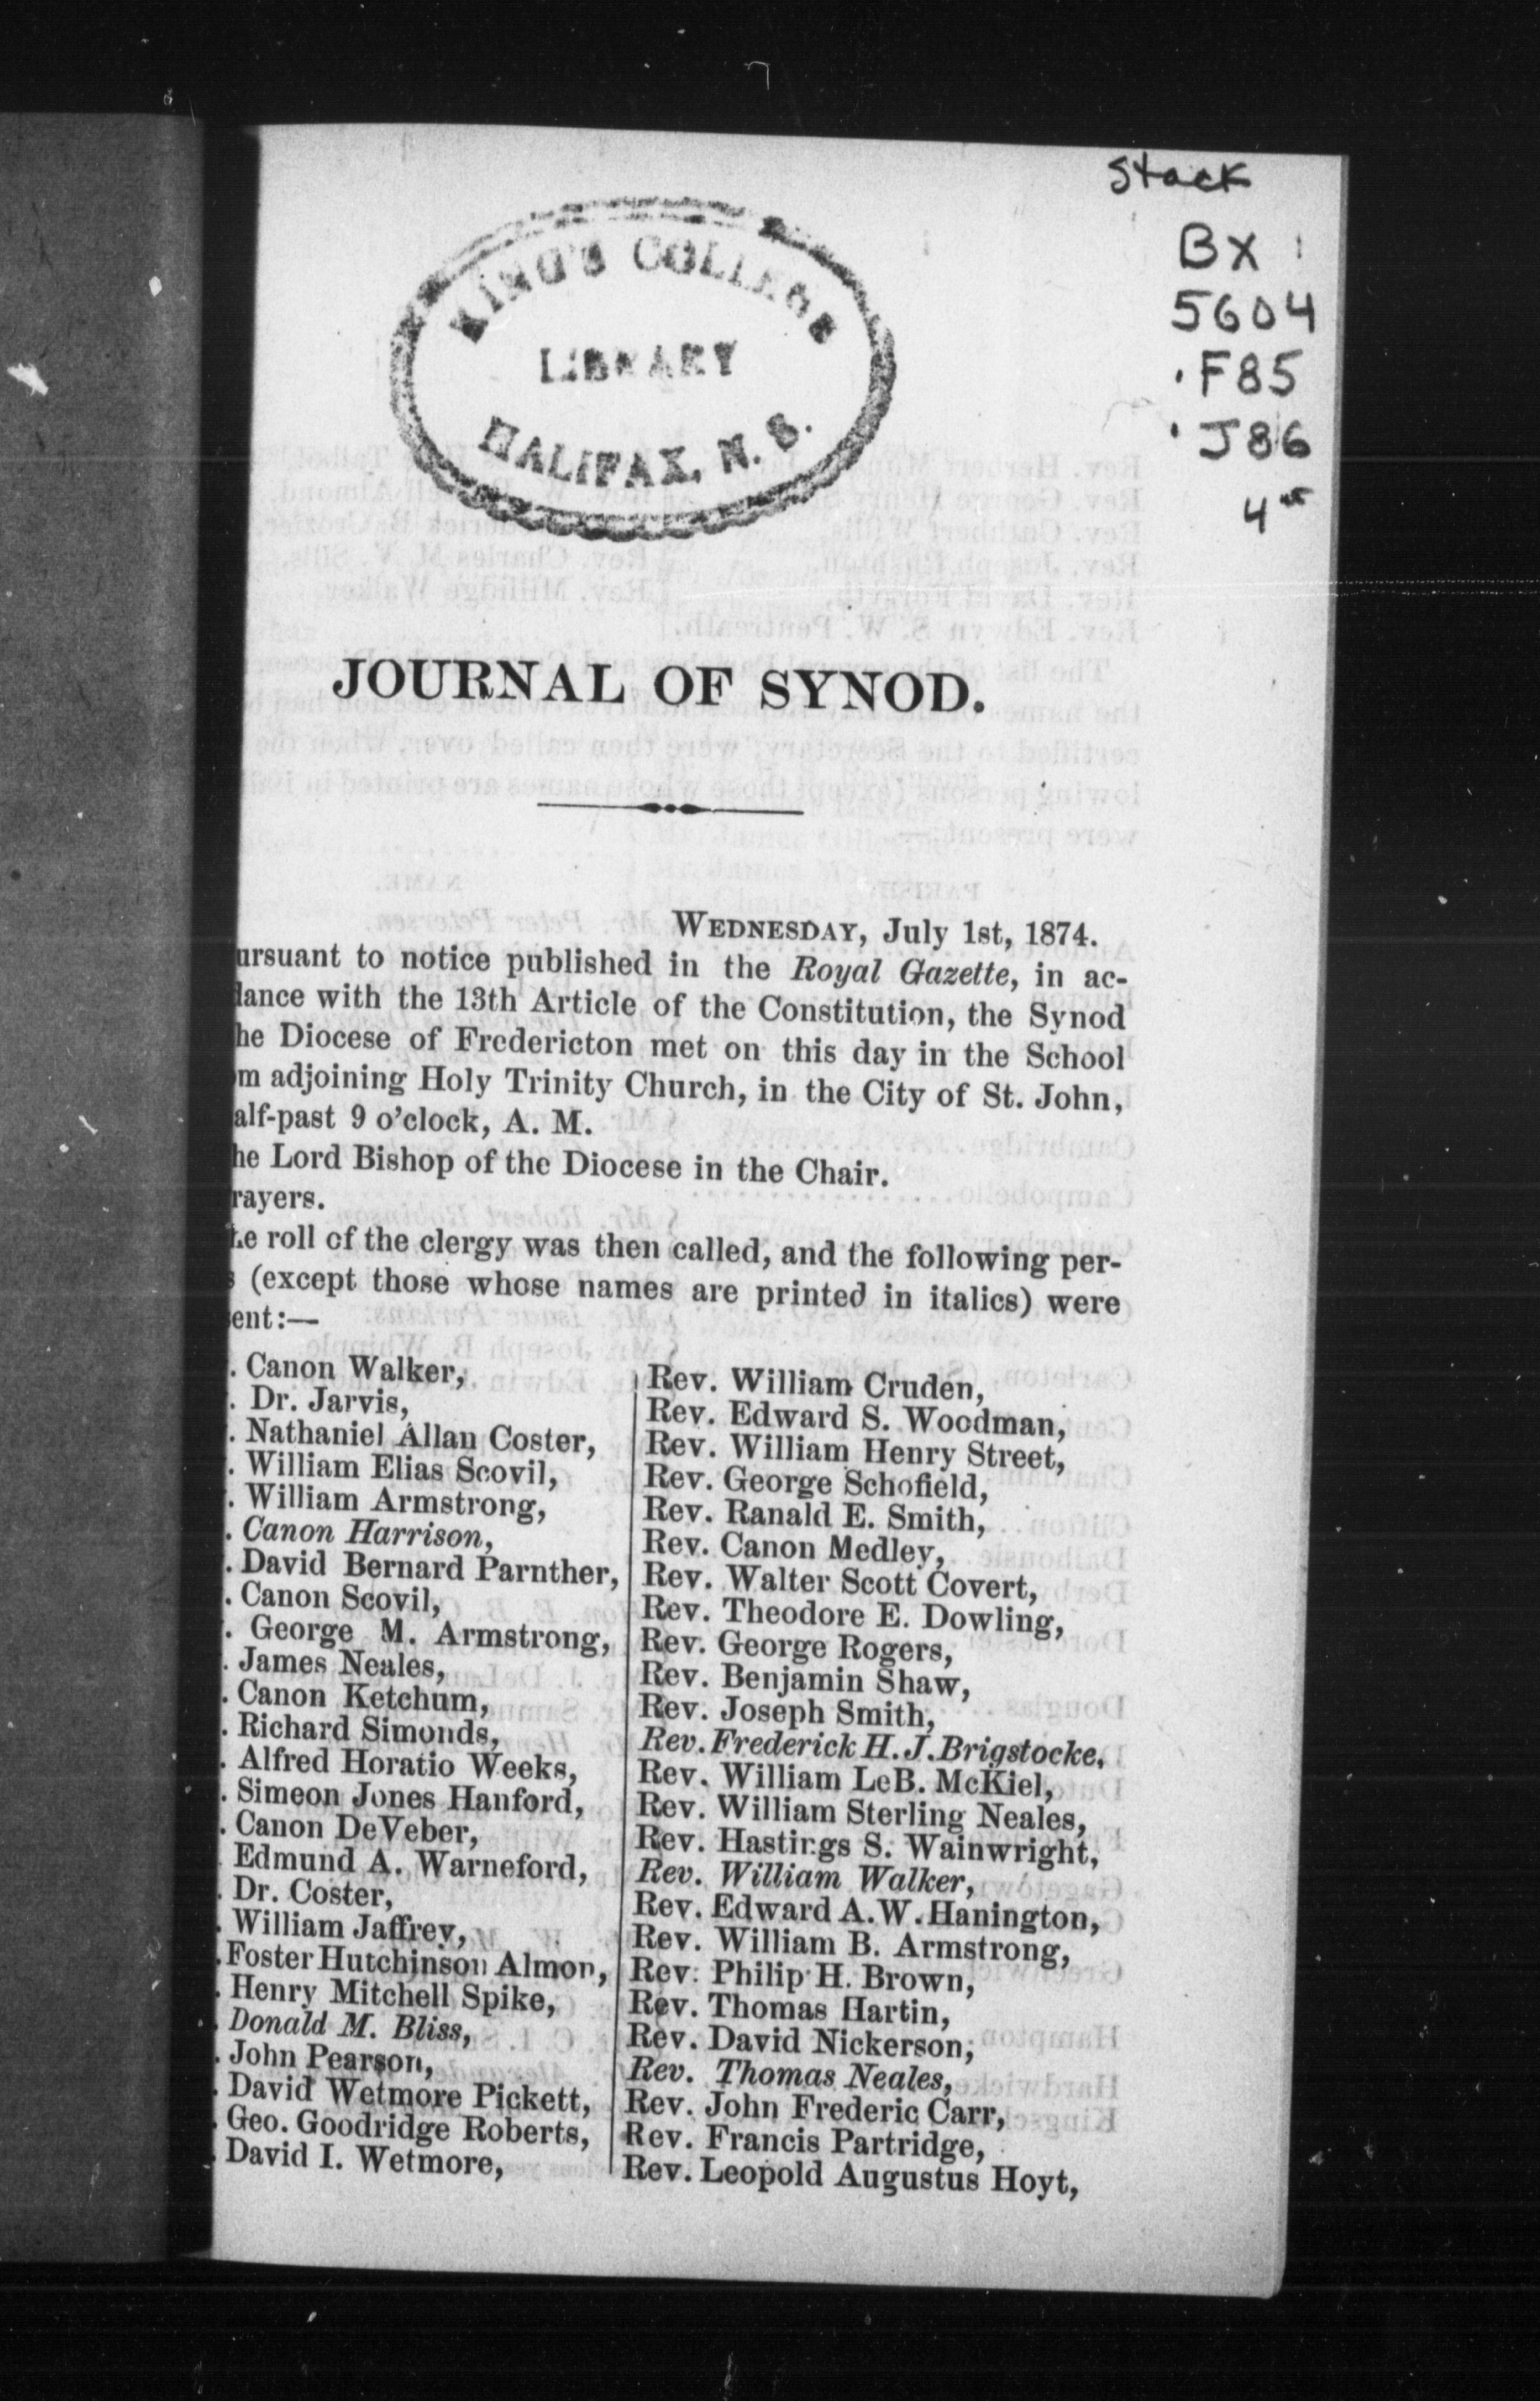 Stack
BX
5604
.F85
.J86
4
KING'S COLLEGE
LIBRARY
HALIFAX, N. S.
JOURNAL OF SYNOD.
WEDNESDAY, July 1st, 1874.
ursuant to notice published in the Royal Gazette, in ac-
dance with the 13th Article of the Constitution, the Synod
he Diocese of Fredericton met on this day in the School
om adjoining Holy Trinity Church, in the City of St. John,
alf-past 9 o'clock, A. M.
he Lord Bishop of the Diocese in the Chair.
rayers.
he roll of the clergy was then called, and the following per-
s (except those whose names are printed in italics) were
ent:—
. Canon Walker,
. Dr. Jarvis,
. Nathaniel Allan Coster,
. William Elias Scovil,
. William Armstrong,
. Canon Harrison,
. David Bernard Parnther,
. Canon Scovil,
. George M. Armstrong,
. James Neales,
. Canon Ketchum,
. Richard Simonds,
. Alfred Horatio Weeks,
. Simeon Jones Hanford,
. Canon DeVeber,
Edmund A. Warneford,
. Dr. Coster,
. William Jaffrey,
. Foster Hutchinson Almon,
. Henry Mitchell Spike,
. Donald M. Bliss,
. John Pearson,
. David Wetmore Pickett,
. Geo. Goodridge Roberts,
. David I. Wetmore,
Rev. William Cruden,
Rev. Edward S. Woodman,
Rev. William Henry Street,
Rev. George Schofield,
Rev. Ranald E. Smith,
Rev. Canon Medley,
Rev. Walter Scott Covert,
Rev. Theodore E. Dowling,
Rev. George Rogers,
Rev. Benjamin Shaw,
Rev. Joseph Smith,
Rev. Frederick H. J. Brigstocke,
Rev. William LeB. McKiel,
Rev. William Sterling Neales,
Rev. Hastings S. Wainwright,
Rev. William Walker,
Rev. Edward A. W. Hanington,
Rev. William B. Armstrong,
Rev. Philip H. Brown,
Rev. Thomas Hartin,
Rev. David Nickerson,
Rev. Thomas Neales,
Rev. John Frederic Carr,
Rev. Francis Partridge,
Rev. Leopold Augustus Hoyt,